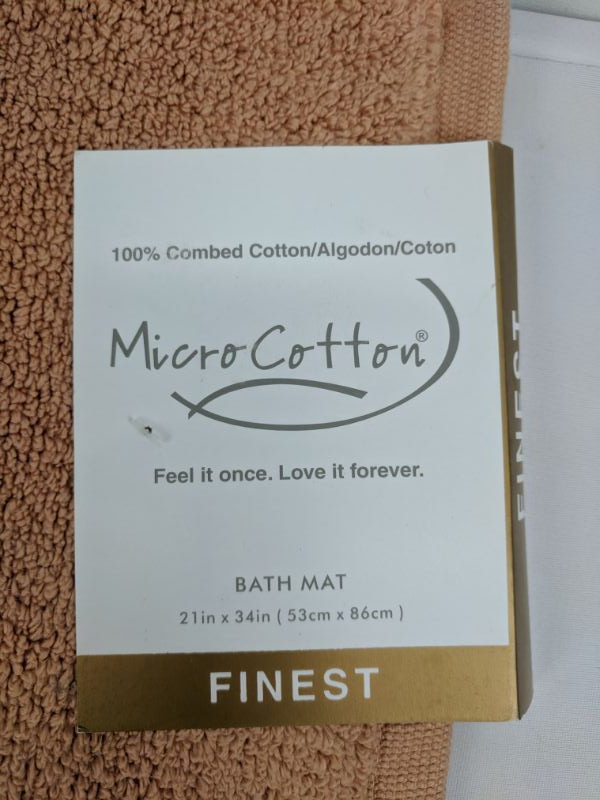 100% Combed Cotton/Algodon/Coton
MicroCotton®
Feel it once. Love it forever.
BATH MAT
21in x 34in ( 53cm x 86cm )
FINEST
FINEST